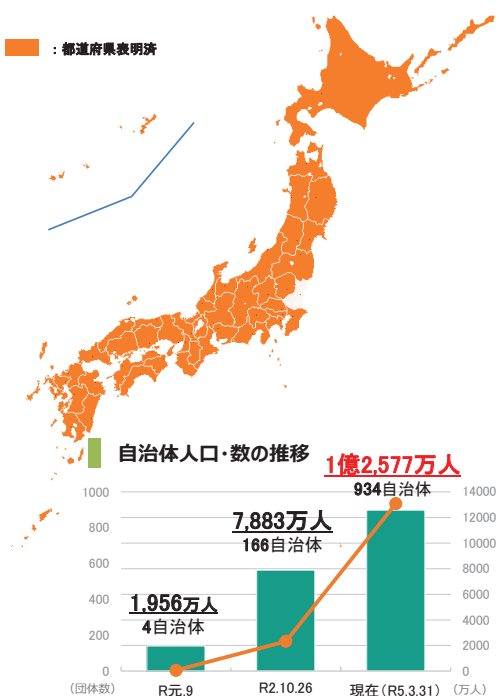 ：都道府県表明済
自治体人口・数の推移
1億2,577万人
934自治体
7,883万人
166自治体
1,956万人
4自治体
1000
800
600
400
200
0
14000
12000
10000
8000
6000
4000
2000
0
（団体数）
R元.9
R2.10.26
現在（R5.3.31）
（万人）